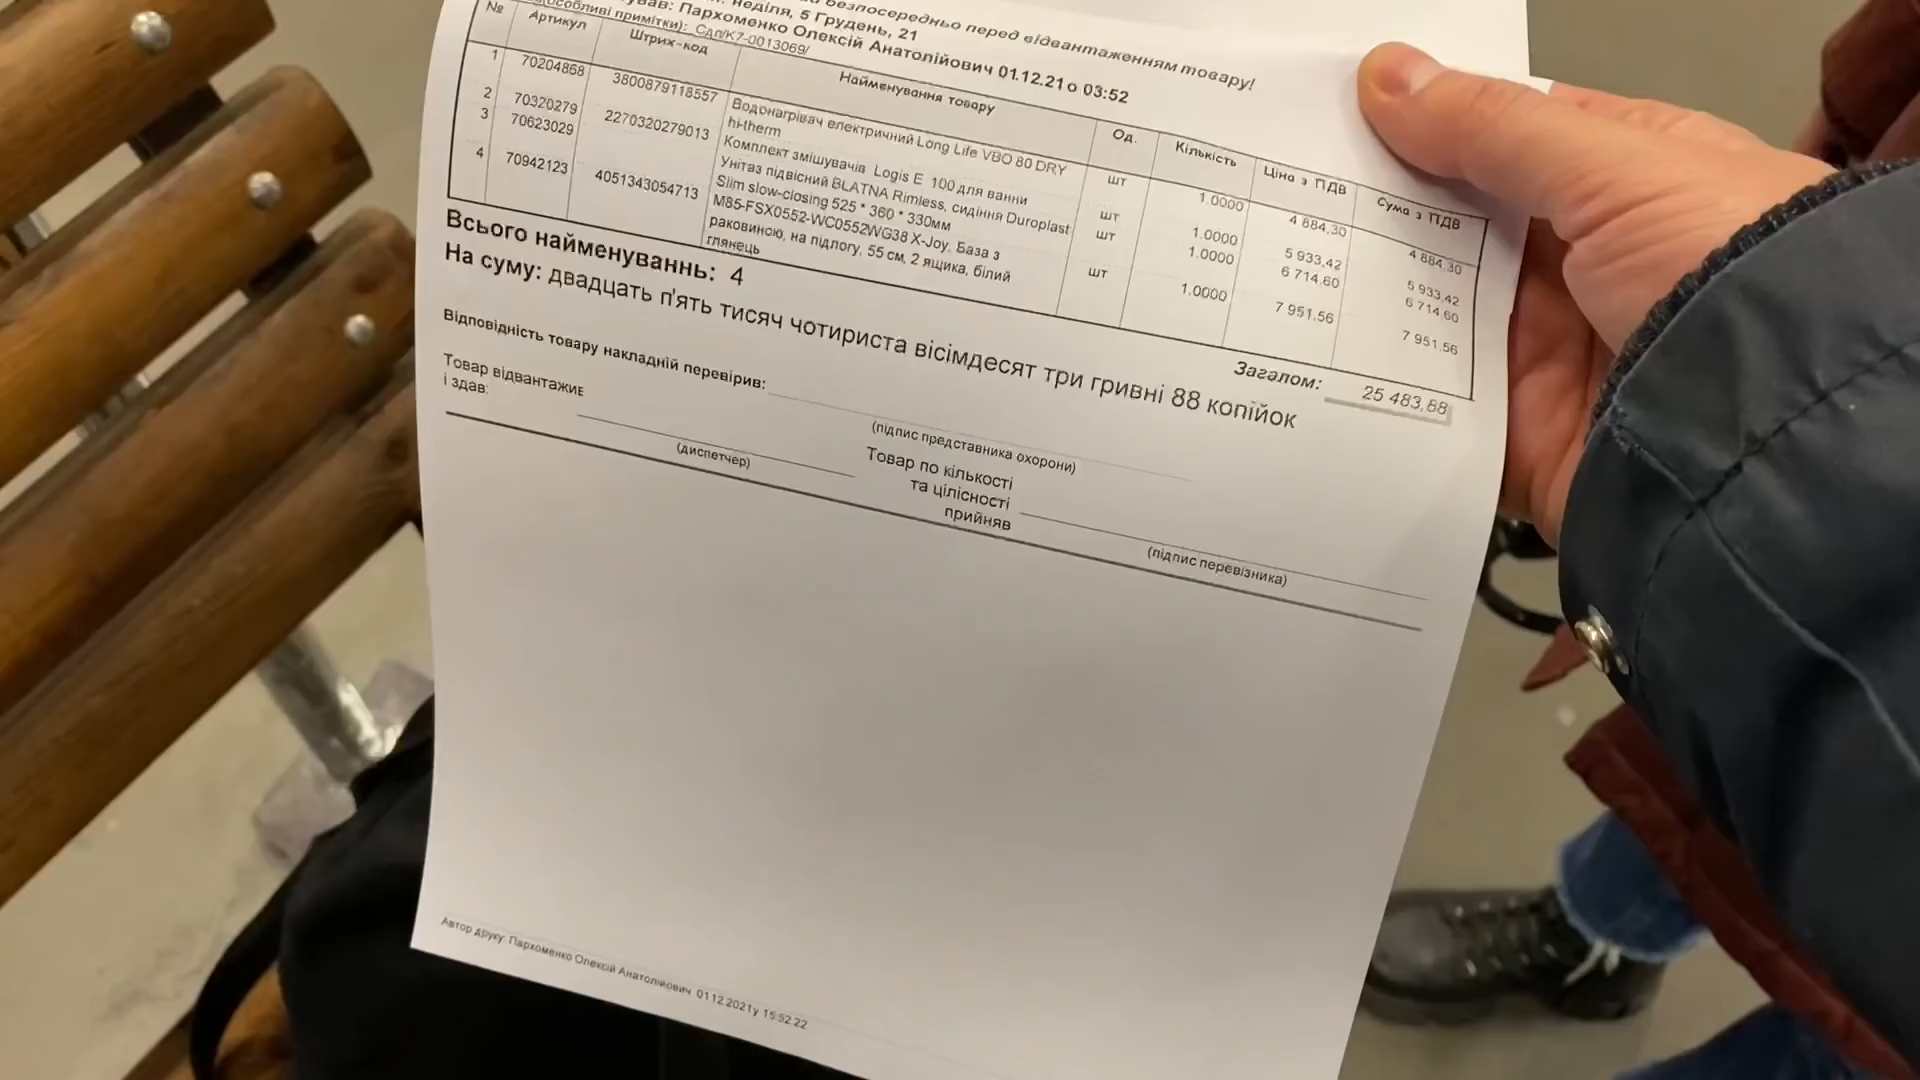 безпосередньо перед відвантаженням товару!
неділя, 5 Грудень, 21
Пархоменко Олексій Анатолійович 01.12.21 о 03:52
(особливі примітки): Сдл/К7-0013069/
№ Артикул Штрих-код Найменування товару Од. Кількість Ціна з ПДВ Сума з ПДВ
1 70204868 3800879118557 Водонагрівач електричний Long Life VBO 80 DRY шт 1.0000 4 884,30 4 884,30
hi-therm
2 70320279 2270320279013 Комплект змішувачів Logis E 100 для ванни шт 1.0000 5 933,42 5 933,42
3 70623029 Унітаз підвісний BLATNA Rimless, сидіння Duroplast шт 1.0000 6 714,60 6 714,60
Slim slow-closing 525 * 360 * 330мм
4 70942123 4051343054713 M85-FSX0552-WC0552WG38 X-Joy. База з шт 1.0000 7 951,56 7 951,56
раковиною, на підлогу, 55 см, 2 ящика, білий
глянець
Загалом: 25 483,88
Всього найменуваннь: 4
На суму: двадцать п'ять тисяч чотириста вісімдесят три гривні 88 копійок
Відповідність товару накладній перевірив:
(підпис представника охорони)
Товар відвантажив
і здав:
(диспетчер)
Товар по кількості
та цілісності
прийняв
(підпис перевізника)
Автор друку: Пархоменко Олексій Анатолійович 01.12.2021 у 15:52:22